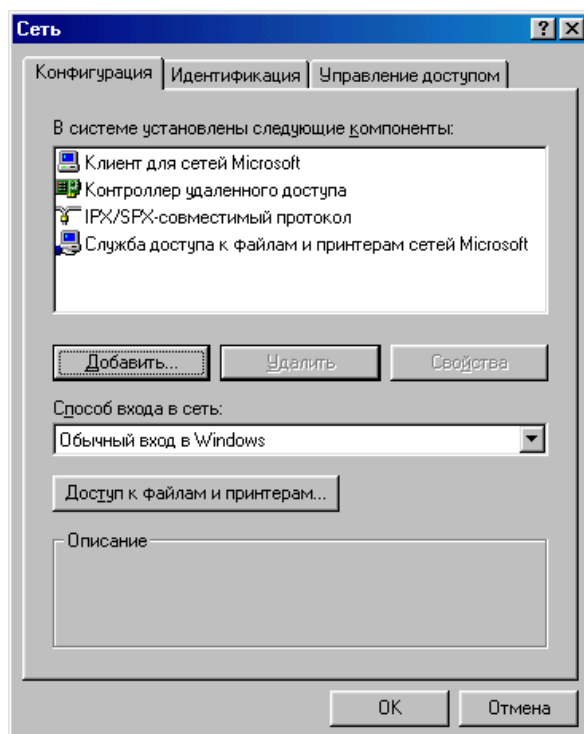 Сеть
Конфигурация Идентификация Управление доступом
В системе установлены следующие компоненты:
Клиент для сетей Microsoft
Контроллер удаленного доступа
IPX/SPX-совместимый протокол
Служба доступа к файлам и принтерам сетей Microsoft
Добавить... Удалить Свойства
Способ входа в сеть:
Обычный вход в Windows
Доступ к файлам и принтерам...
Описание
OK Отмена